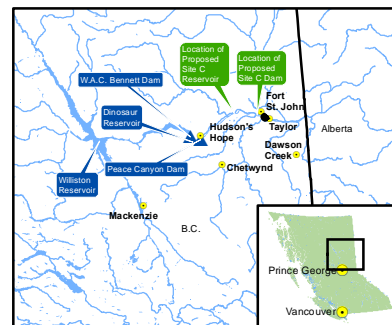 Location of
Proposed
Site C
Reservoir
Location of
Proposed
Site C Dam
W.A.C. Bennett Dam
Fort
St. John
Dinosaur
Reservoir
Hudson's
Hope
Taylor
Alberta
Dawson
Creek
Peace Canyon Dam
Chetwynd
Williston
Reservoir
Mackenzie
B.C.
Prince George
Vancouver